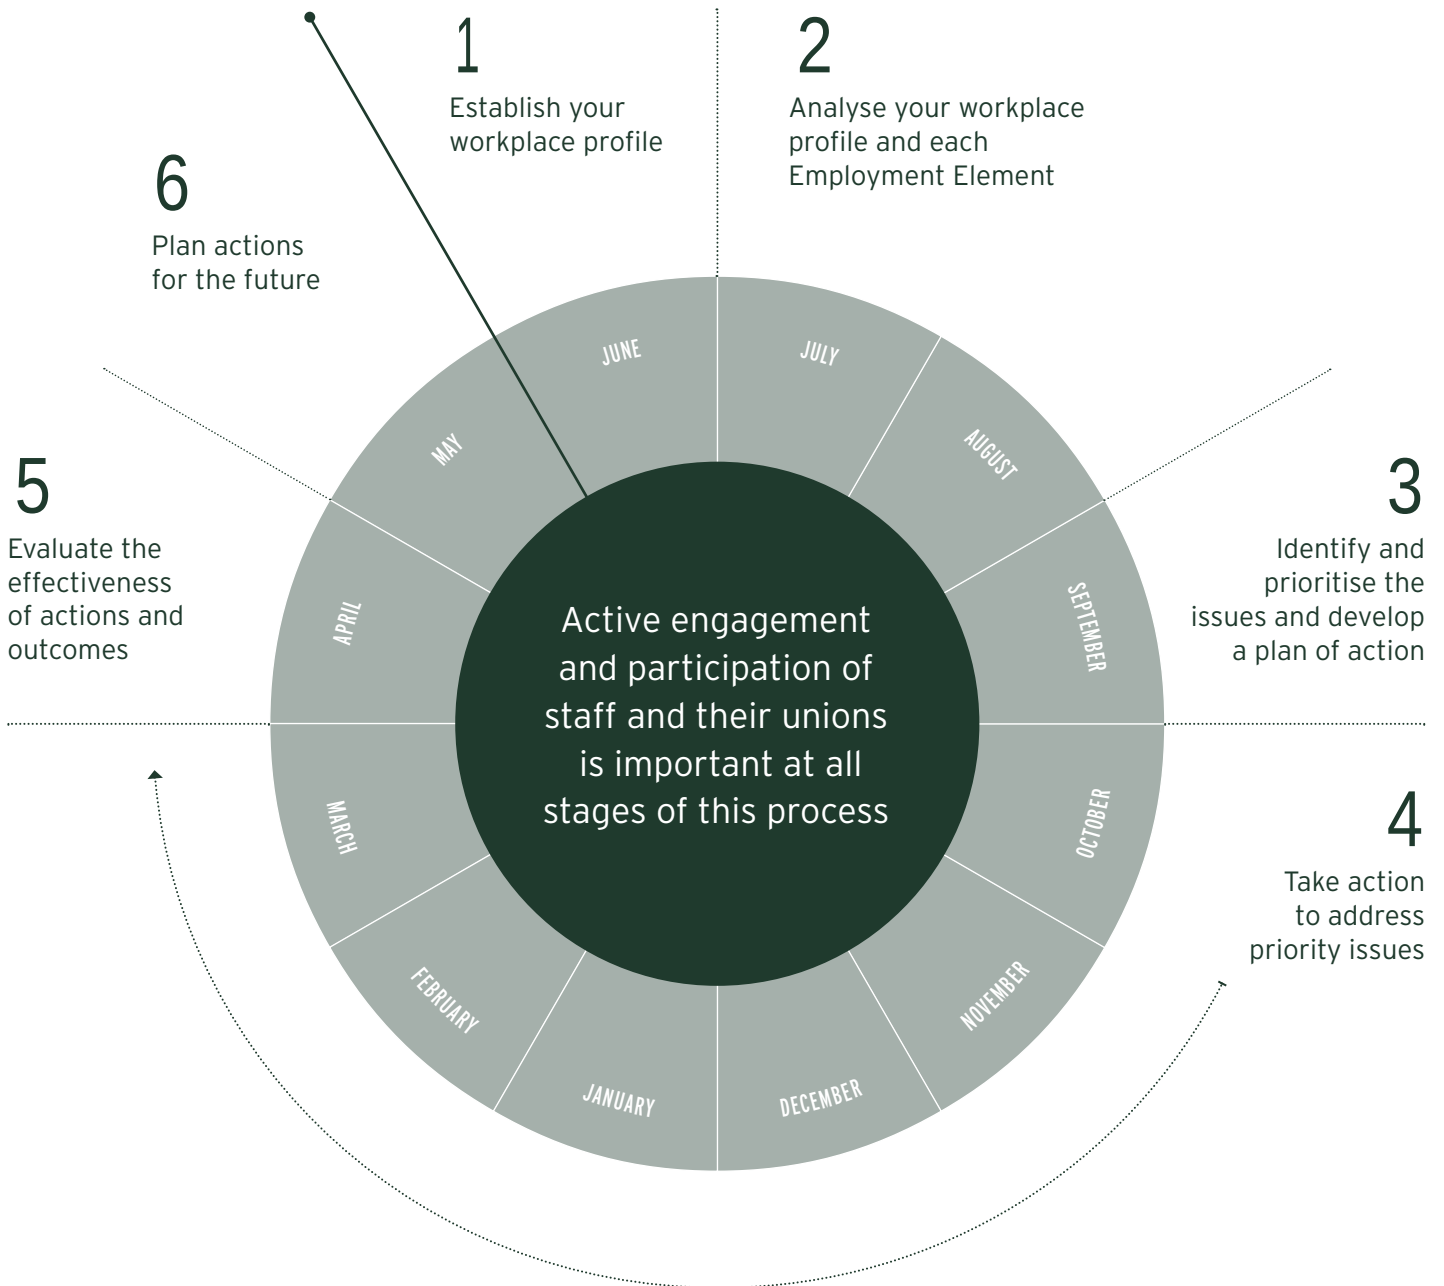 1
Establish your
workplace profile
2
Analyse your workplace
profile and each
Employment Element
3
Identify and
prioritise the
issues and develop
a plan of action
4
Take action
to address
priority issues
5
Evaluate the
effectiveness
of actions and
outcomes
6
Plan actions
for the future
JUNE
JULY
AUGUST
SEPTEMBER
OCTOBER
NOVEMBER
DECEMBER
JANUARY
FEBRUARY
MARCH
APRIL
MAY
Active engagement
and participation of
staff and their unions
is important at all
stages of this process